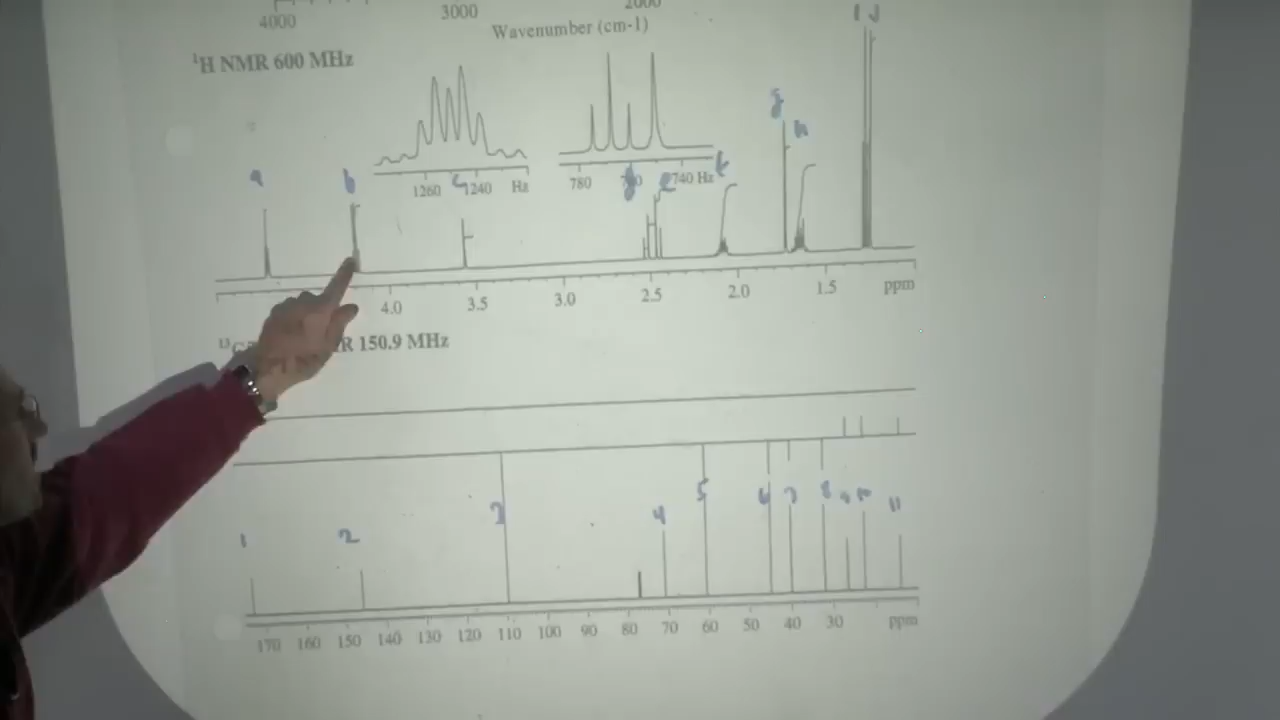 4000 3000 2000
Wavenumber (cm-1)
¹H NMR 600 MHz
1260 1240 Hz
780 740 Hz
a b g h
4.0 3.5 3.0 2.5 2.0 1.5 ppm
R 150.9 MHz
1 2 3 4 5 6 7 8 9 10 11
170 160 150 140 130 120 110 100 90 80 70 60 50 40 30 ppm